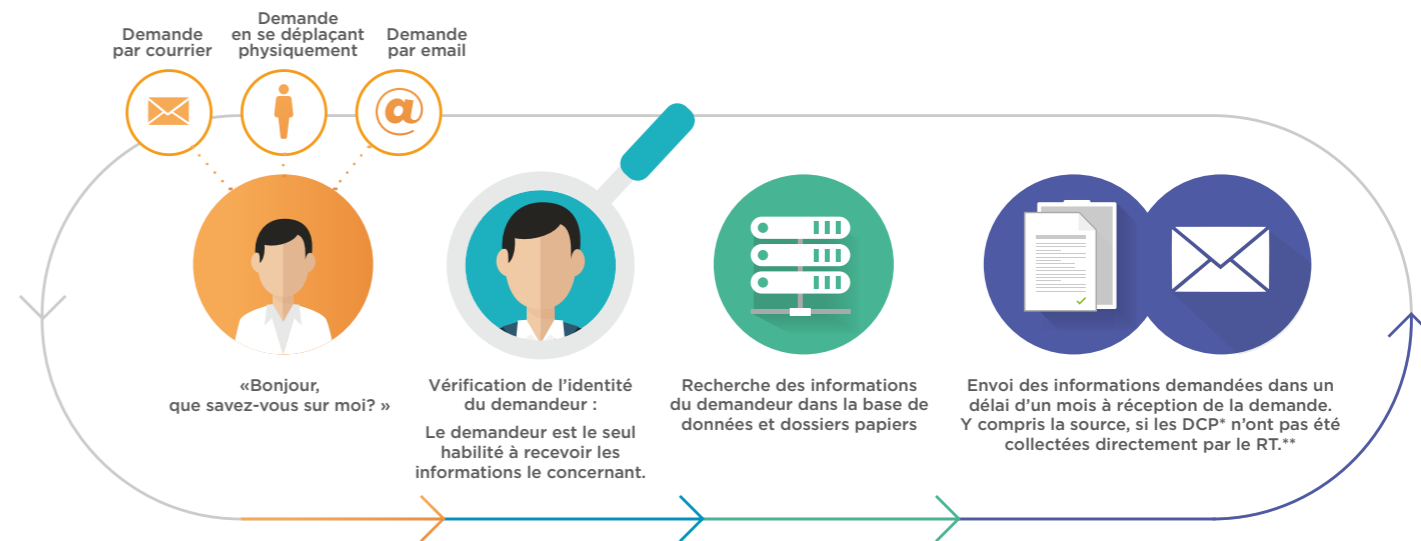 Demande
par courrier
Demande
en se déplaçant
physiquement
Demande
par email
@
«Bonjour,
que savez-vous sur moi? »
Vérification de l'identité
du demandeur :
Le demandeur est le seul
habilité à recevoir les
informations le concernant.
Recherche des informations
du demandeur dans la base de
données et dossiers papiers
Envoi des informations demandées dans un
délai d'un mois à réception de la demande.
Y compris la source, si les DCP* n'ont pas été
collectées directement par le RT.**